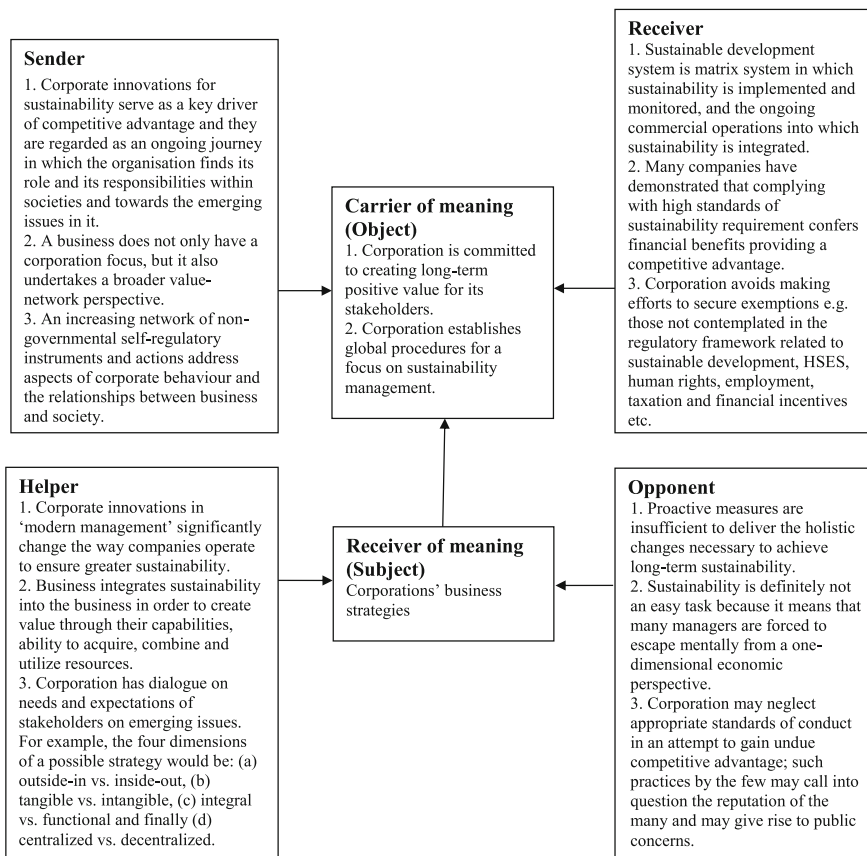 Sender
1. Corporate innovations for
sustainability serve as a key driver
of competitive advantage and they
are regarded as an ongoing journey
in which the organisation finds its
role and its responsibilities within
societies and towards the emerging
issues in it.
2. A business does not only have a
corporation focus, but it also
undertakes a broader value-
network perspective.
3. An increasing network of non-
governmental self-regulatory
instruments and actions address
aspects of corporate behaviour and
the relationships between business
and society.
Carrier of meaning
(Object)
1. Corporation is committed
to creating long-term
positive value for its
stakeholders.
2. Corporation establishes
global procedures for a
focus on sustainability
management.
Receiver
1. Sustainable development
system is matrix system in which
sustainability is implemented and
monitored, and the ongoing
commercial operations into which
sustainability is integrated.
2. Many companies have
demonstrated that complying
with high standards of
sustainability requirement confers
financial benefits providing a
competitive advantage.
3. Corporation avoids making
efforts to secure exemptions e.g.
those not contemplated in the
regulatory framework related to
sustainable development, HSES,
human rights, employment,
taxation and financial incentives
etc.
Helper
1. Corporate innovations in
‘modern management’ significantly
change the way companies operate
to ensure greater sustainability.
2. Business integrates sustainability
into the business in order to create
value through their capabilities,
ability to acquire, combine and
utilize resources.
3. Corporation has dialogue on
needs and expectations of
stakeholders on emerging issues.
For example, the four dimensions
of a possible strategy would be: (a)
outside-in vs. inside-out, (b)
tangible vs. intangible, (c) integral
vs. functional and finally (d)
centralized vs. decentralized.
Receiver of meaning
(Subject)
Corporations’ business
strategies
Opponent
1. Proactive measures are
insufficient to deliver the holistic
changes necessary to achieve
long-term sustainability.
2. Sustainability is definitely not
an easy task because it means that
many managers are forced to
escape mentally from a one-
dimensional economic
perspective.
3. Corporation may neglect
appropriate standards of conduct
in an attempt to gain undue
competitive advantage; such
practices by the few may call into
question the reputation of the
many and may give rise to public
concerns.